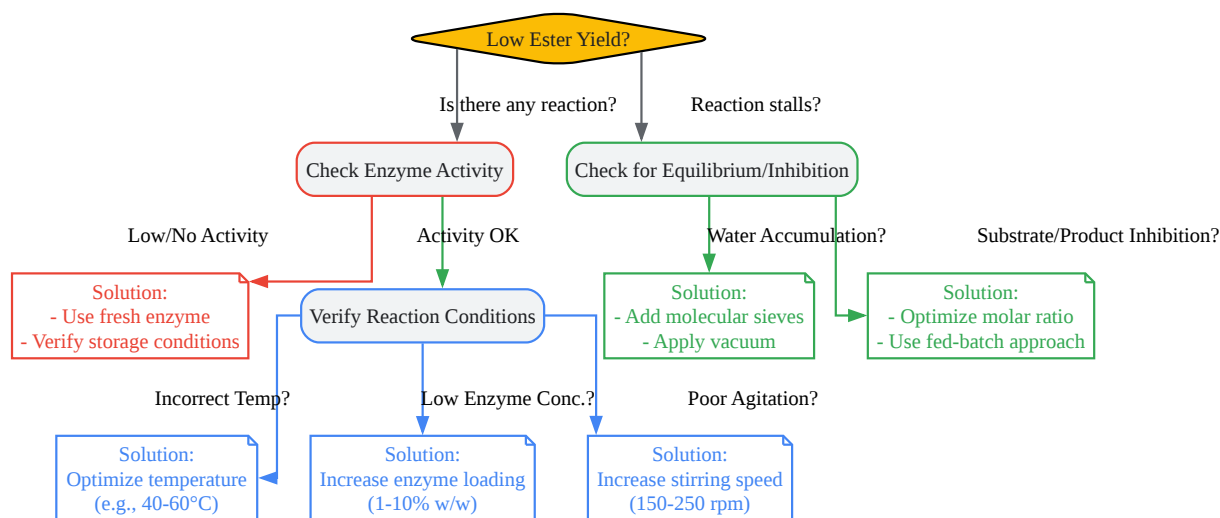 Low Ester Yield?
Is there any reaction?
Reaction stalls?
Check Enzyme Activity
Check for Equilibrium/Inhibition
Low/No Activity
Activity OK
Water Accumulation?
Substrate/Product Inhibition?
Solution:
- Use fresh enzyme
- Verify storage conditions
Verify Reaction Conditions
Solution:
- Add molecular sieves
- Apply vacuum
Solution:
- Optimize molar ratio
- Use fed-batch approach
Incorrect Temp?
Low Enzyme Conc.?
Poor Agitation?
Solution:
Optimize temperature
(e.g., 40-60°C)
Solution:
Increase enzyme loading
(1-10% w/w)
Solution:
Increase stirring speed
(150-250 rpm)